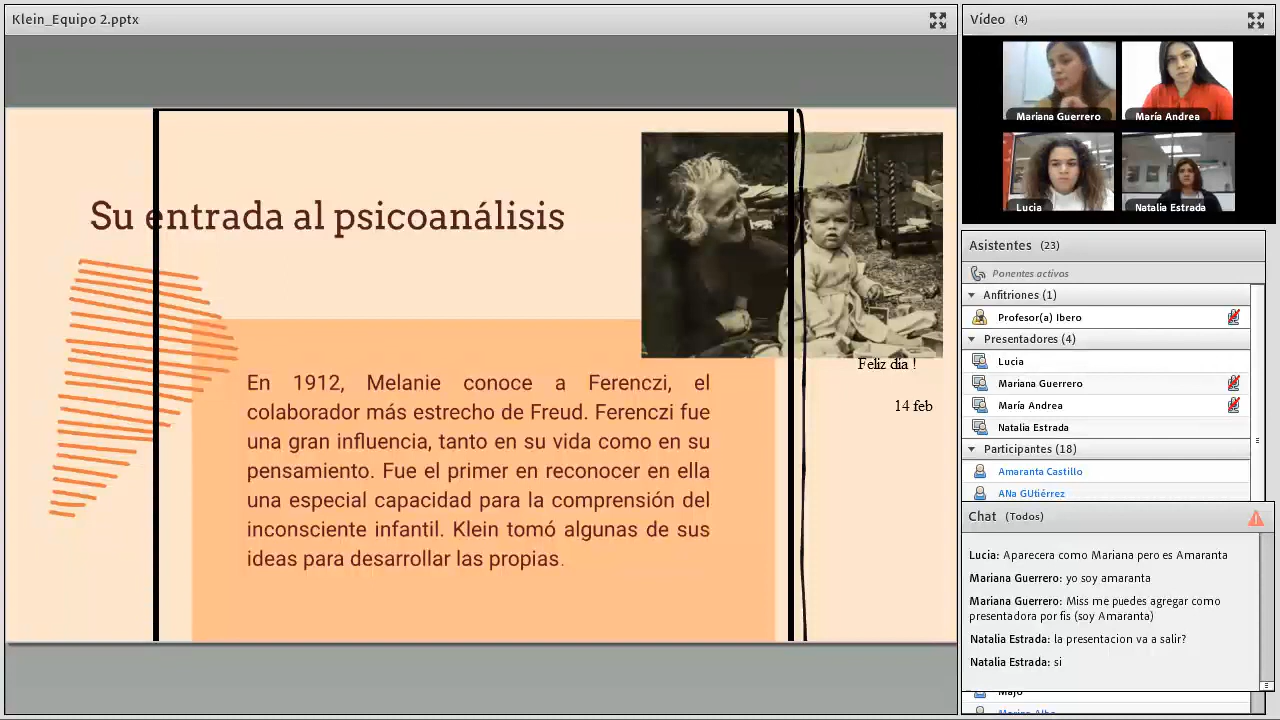 Klein_Equipo 2.pptx
Su entrada al psicoanálisis
En 1912, Melanie conoce a Ferenczi, el
colaborador más estrecho de Freud. Ferenczi fue
una gran influencia, tanto en su vida como en su
pensamiento. Fue el primer en reconocer en ella
una especial capacidad para la comprensión del
inconsciente infantil. Klein tomó algunas de sus
ideas para desarrollar las propias.
Feliz dia !
14 feb
Vídeo (4)
Mariana Guerrero
María Andrea
Lucia
Natalia Estrada
Asistentes (23)
Ponentes activos
Anfitriones (1)
Profesor(a) Ibero
Presentadores (4)
Lucia
Mariana Guerrero
María Andrea
Natalia Estrada
Participantes (18)
Amaranta Castillo
ANa GUtiérrez
Chat (Todos)
Lucia: Aparecera como Mariana pero es Amaranta
Mariana Guerrero: yo soy amaranta
Mariana Guerrero: Miss me puedes agregar como
presentadora por fis (soy Amaranta)
Natalia Estrada: la presentacion va a salir?
Natalia Estrada: si
Majo